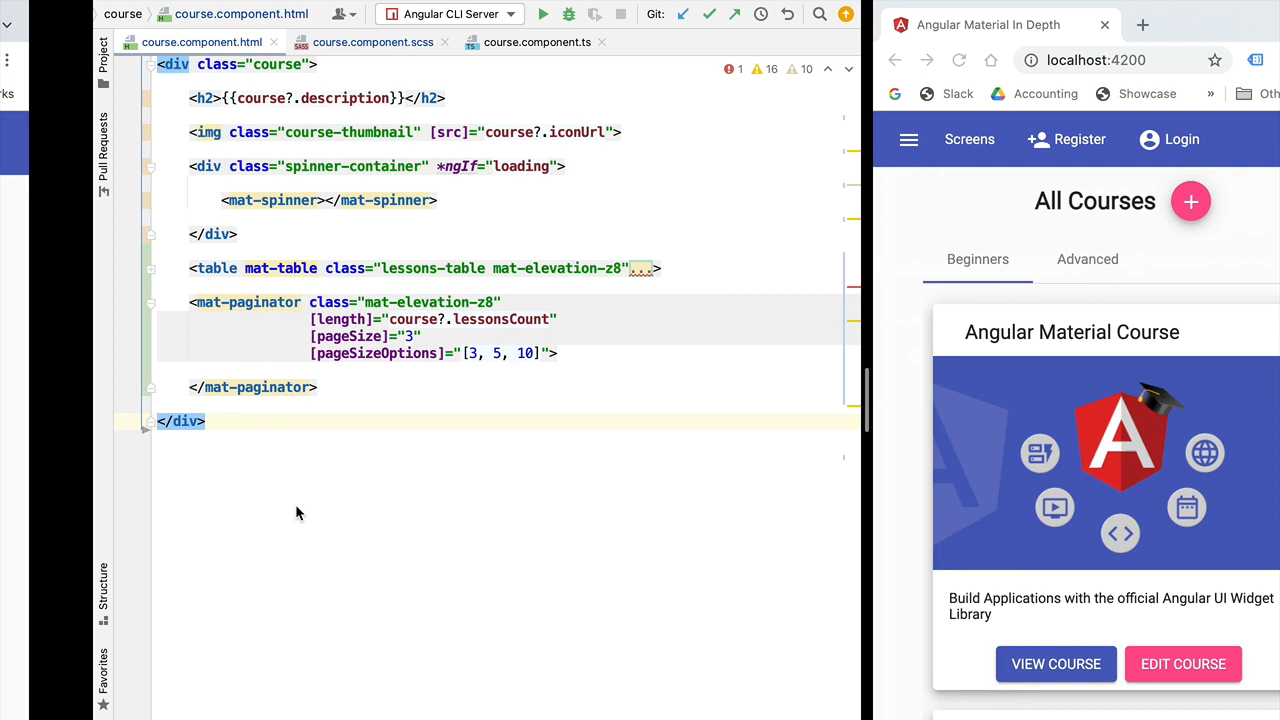 rks
course
course.component.html
Angular CLI Server
Git:
course.component.html
course.component.scss
course.component.ts
SASS
TS
Project
Pull Requests
Structure
Favorites
1
16
10
<div class="course">
<h2>{{course?.description}}</h2>
<img class="course-thumbnail" [src]="course?.iconUrl">
<div class="spinner-container" *ngIf="loading">
<mat-spinner></mat-spinner>
</div>
<table mat-table class="lessons-table mat-elevation-z8"...>
<mat-paginator class="mat-elevation-z8"
[length]="course?.lessonsCount"
[pageSize]="3"
[pageSizeOptions]="[3, 5, 10]">
</mat-paginator>
</div>
Angular Material In Depth
localhost:4200
Slack
Accounting
Showcase
»
Oth
Screens
Register
Login
All Courses
+
Beginners
Advanced
Angular Material Course
A
Build Applications with the official Angular UI Widget
Library
VIEW COURSE
EDIT COURSE